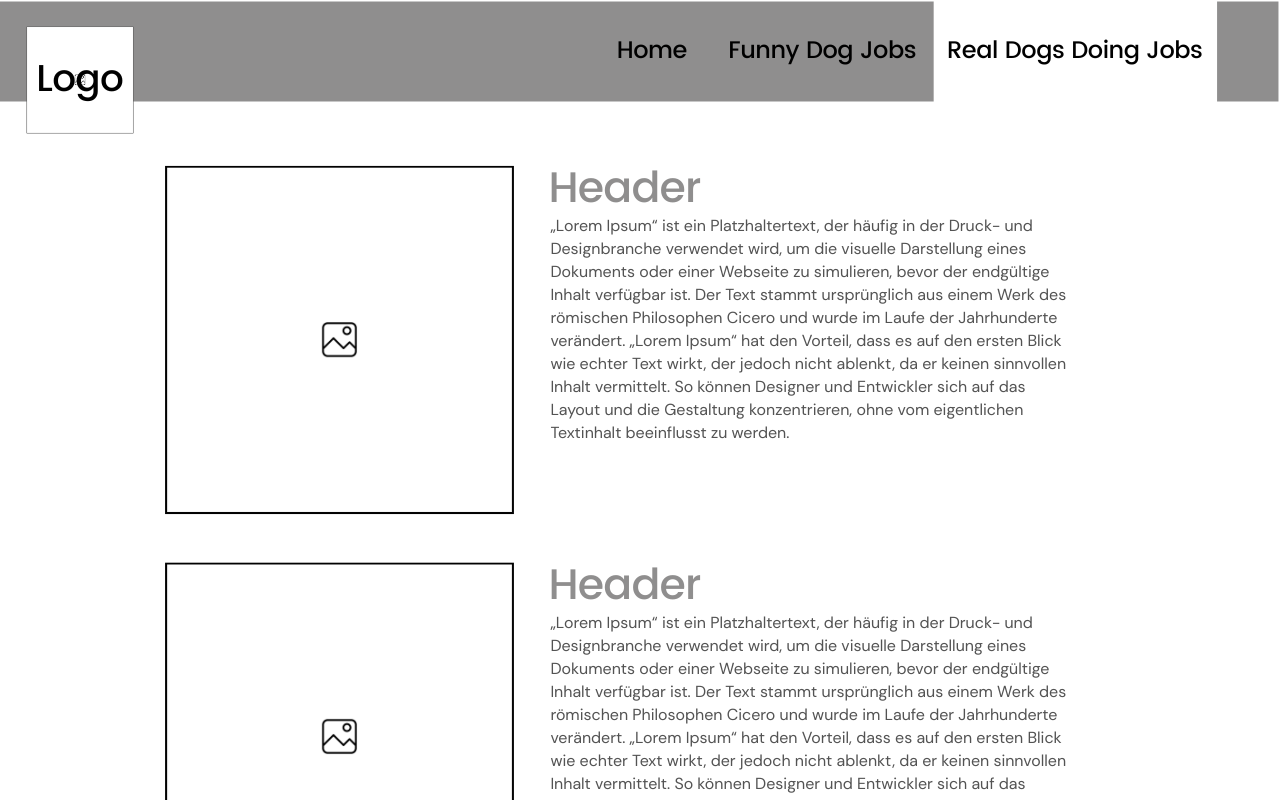 Logo
Home
Funny Dog Jobs
Real Dogs Doing Jobs
Header
„Lorem Ipsum“ ist ein Platzhaltertext, der häufig in der Druck- und
Designbranche verwendet wird, um die visuelle Darstellung eines
Dokuments oder einer Webseite zu simulieren, bevor der endgültige
Inhalt verfügbar ist. Der Text stammt ursprünglich aus einem Werk des
römischen Philosophen Cicero und wurde im Laufe der Jahrhunderte
verändert. „Lorem Ipsum“ hat den Vorteil, dass es auf den ersten Blick
wie echter Text wirkt, der jedoch nicht ablenkt, da er keinen sinnvollen
Inhalt vermittelt. So können Designer und Entwickler sich auf das
Layout und die Gestaltung konzentrieren, ohne vom eigentlichen
Textinhalt beeinflusst zu werden.
Header
„Lorem Ipsum“ ist ein Platzhaltertext, der häufig in der Druck- und
Designbranche verwendet wird, um die visuelle Darstellung eines
Dokuments oder einer Webseite zu simulieren, bevor der endgültige
Inhalt verfügbar ist. Der Text stammt ursprünglich aus einem Werk des
römischen Philosophen Cicero und wurde im Laufe der Jahrhunderte
verändert. „Lorem Ipsum“ hat den Vorteil, dass es auf den ersten Blick
wie echter Text wirkt, der jedoch nicht ablenkt, da er keinen sinnvollen
Inhalt vermittelt. So können Designer und Entwickler sich auf das